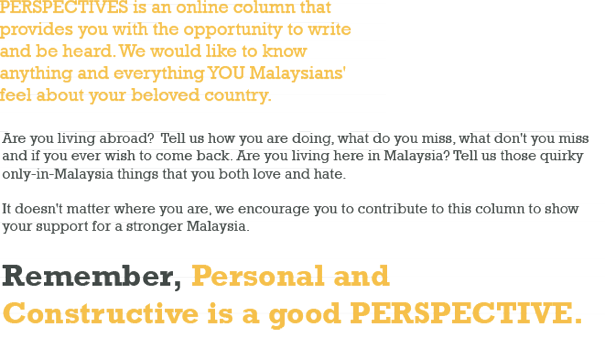 PERSPECTIVES is an online column that
provides you with the opportunity to write
and be heard. We would like to know
anything and everything YOU Malaysians'
feel about your beloved country.
Are you living abroad? Tell us how you are doing, what do you miss, what don't you miss
and if you ever wish to come back. Are you living here in Malaysia? Tell us those quirky
only-in-Malaysia things that you both love and hate.
It doesn't matter where you are, we encourage you to contribute to this column to show
your support for a stronger Malaysia.
Remember, Personal and
Constructive is a good PERSPECTIVE.